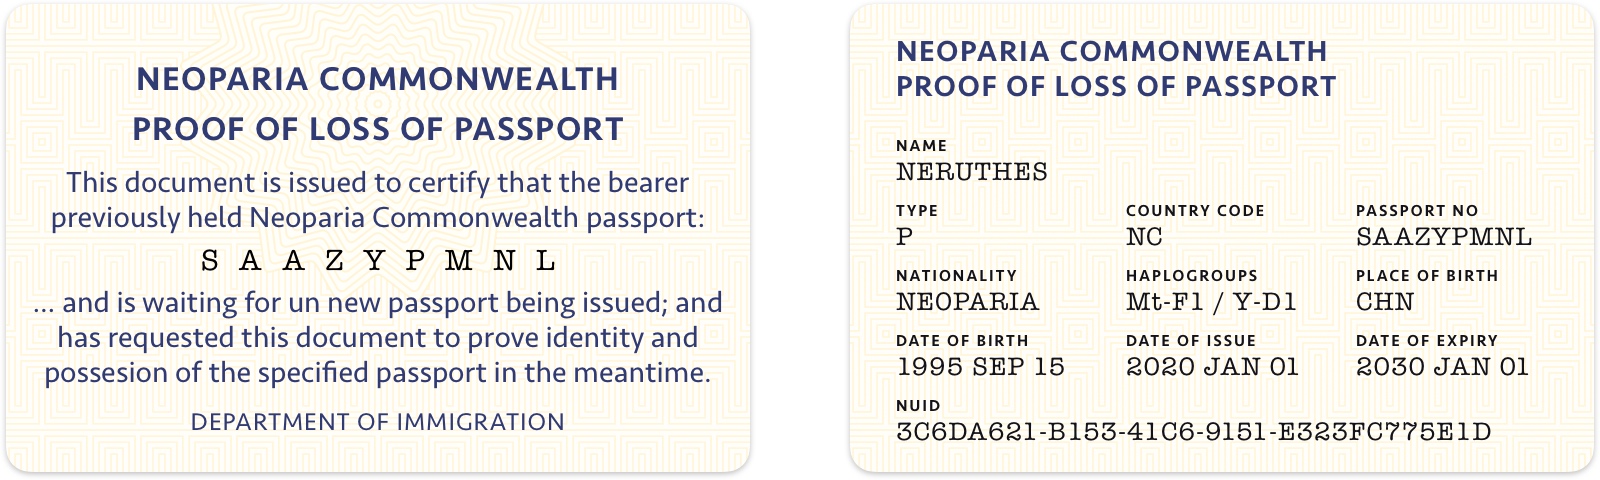 NEOPARIA COMMONWEALTH
PROOF OF LOSS OF PASSPORT
This document is issued to certify that the bearer
previously held Neoparia Commonwealth passport:
S A A Z Y P M N L
... and is waiting for un new passport being issued; and
has requested this document to prove identity and
possesion of the specified passport in the meantime.
DEPARTMENT OF IMMIGRATION
NEOPARIA COMMONWEALTH
PROOF OF LOSS OF PASSPORT
NAME
NERUTHES
TYPE COUNTRY CODE PASSPORT NO
P NC SAAZYPMNL
NATIONALITY HAPLOGROUPS PLACE OF BIRTH
NEOPARIA Mt-F1 / Y-D1 CHN
DATE OF BIRTH DATE OF ISSUE DATE OF EXPIRY
1995 SEP 15 2020 JAN 01 2030 JAN 01
NUID
3C6DA621-B153-41C6-9151-E323FC775E1D